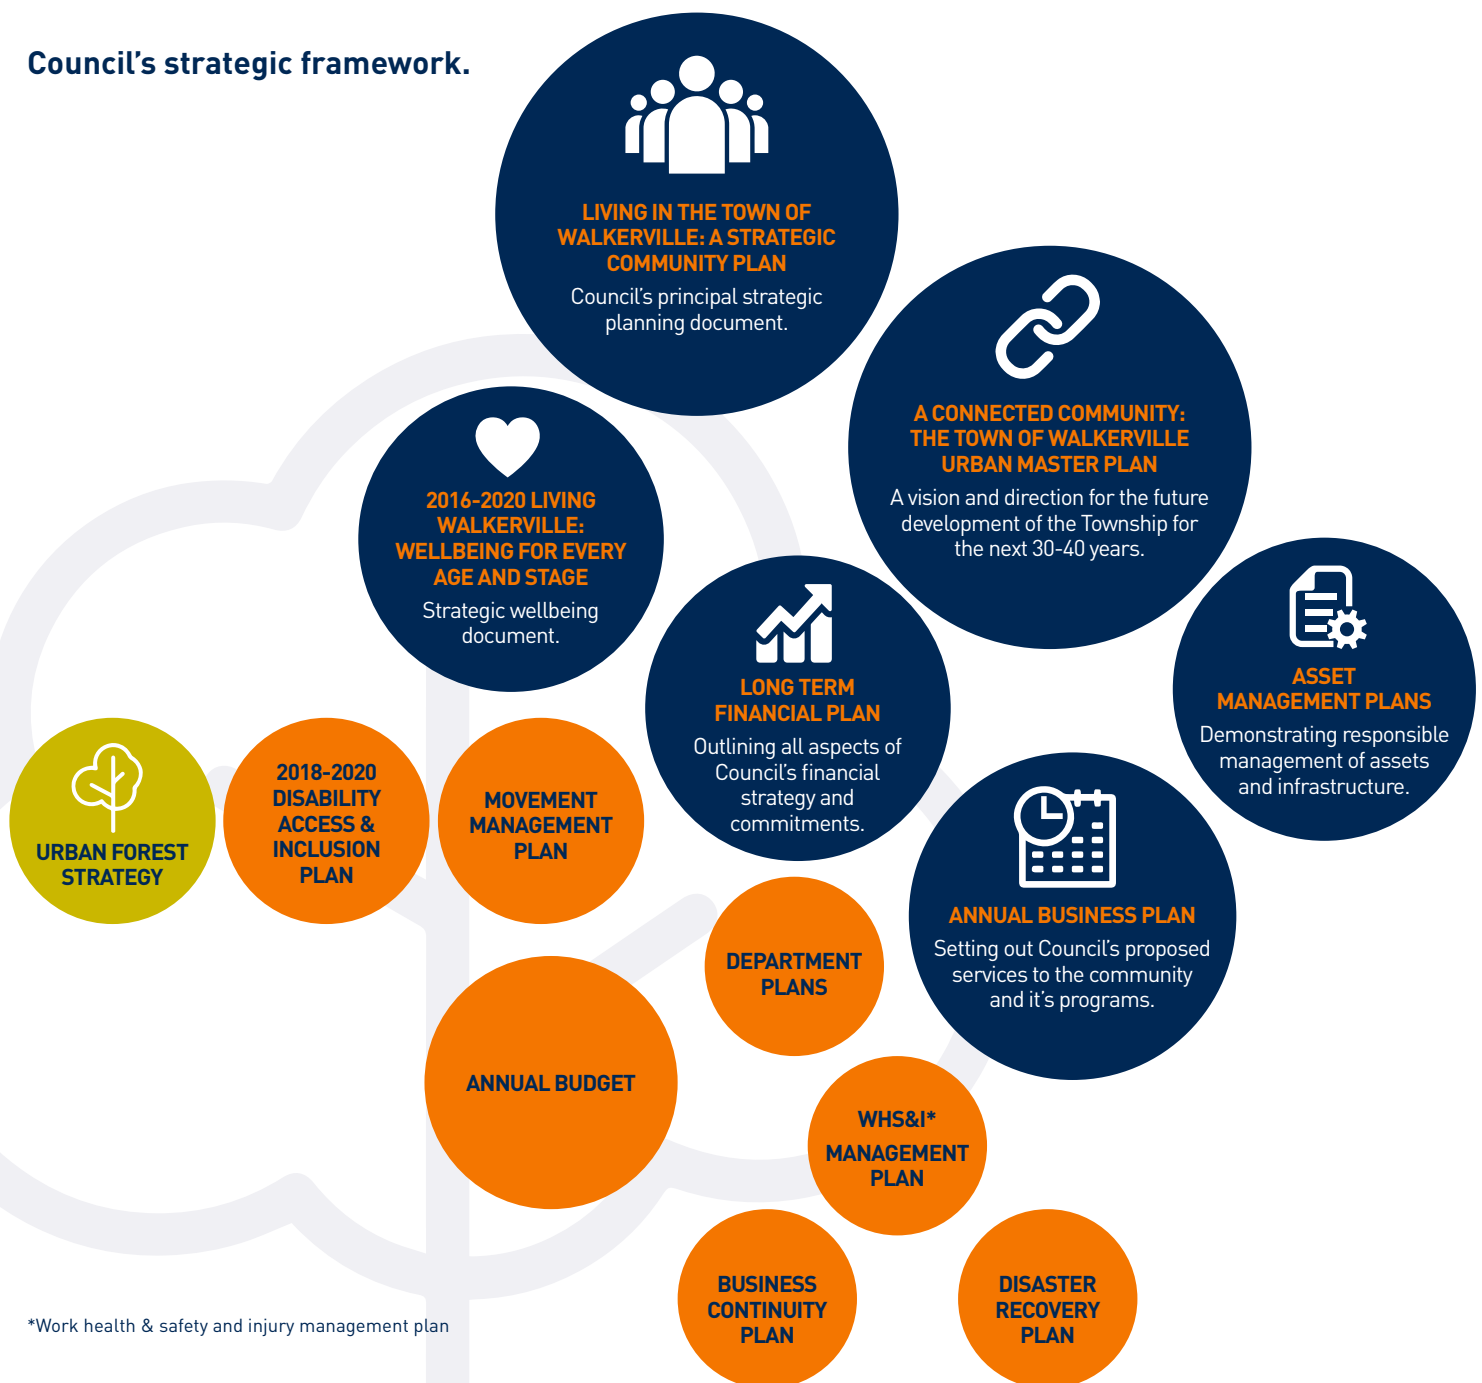 Council's strategic framework.
LIVING IN THE TOWN OF
WALKERVILLE: A STRATEGIC
COMMUNITY PLAN
Council's principal strategic
planning document.
A CONNECTED COMMUNITY:
THE TOWN OF WALKERVILLE
URBAN MASTER PLAN
A vision and direction for the future
development of the Township for
the next 30-40 years.
2016-2020 LIVING
WALKERVILLE:
WELLBEING FOR EVERY
AGE AND STAGE
Strategic wellbeing
document.
LONG TERM
FINANCIAL PLAN
Outlining all aspects of
Council's financial
strategy and
commitments.
ASSET
MANAGEMENT PLANS
Demonstrating responsible
management of assets
and infrastructure.
URBAN FOREST
STRATEGY
2018-2020
DISABILITY
ACCESS &
INCLUSION
PLAN
MOVEMENT
MANAGEMENT
PLAN
ANNUAL BUSINESS PLAN
Setting out Council's proposed
services to the community
and it's programs.
DEPARTMENT
PLANS
ANNUAL BUDGET
WHS&I*
MANAGEMENT
PLAN
BUSINESS
CONTINUITY
PLAN
DISASTER
RECOVERY
PLAN
*Work health & safety and injury management plan